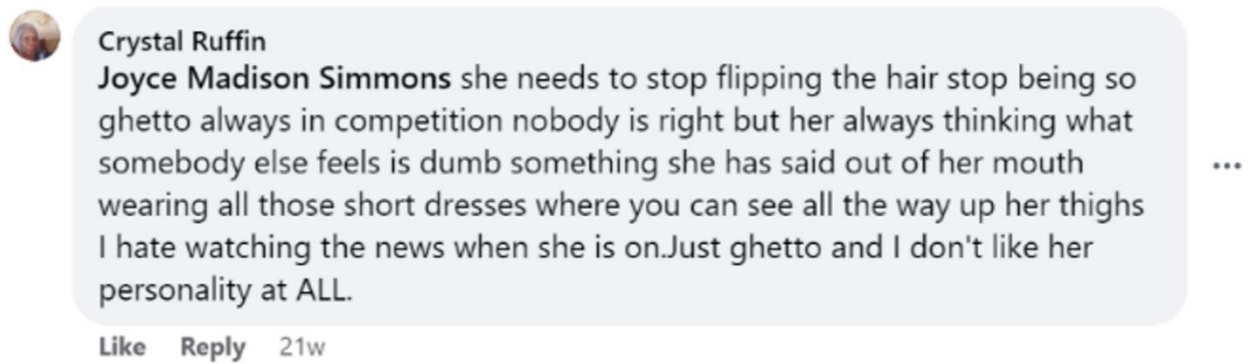 Crystal Ruffin
Joyce Madison Simmons she needs to stop flipping the hair stop being so
ghetto always in competition nobody is right but her always thinking what
somebody else feels is dumb something she has said out of her mouth
wearing all those short dresses where you can see all the way up her thighs
I hate watching the news when she is on.Just ghetto and I don't like her
personality at ALL.
Like Reply 21w